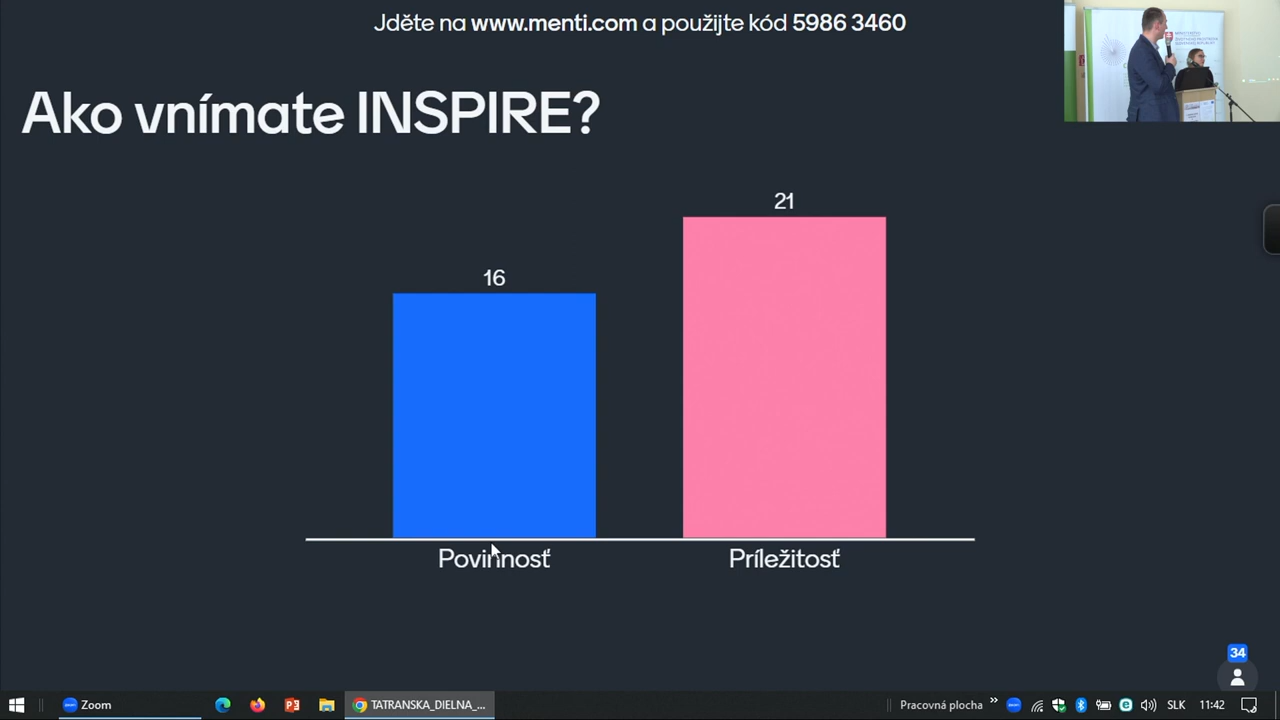 Jděte na www.menti.com a použijte kód 5986 3460
Ako vnímate INSPIRE?
16
21
Povinnosť
Príležitosť
34
Zoom
TATRANSKA_DIELNA_...
Pracovná plocha
SLK
11:42